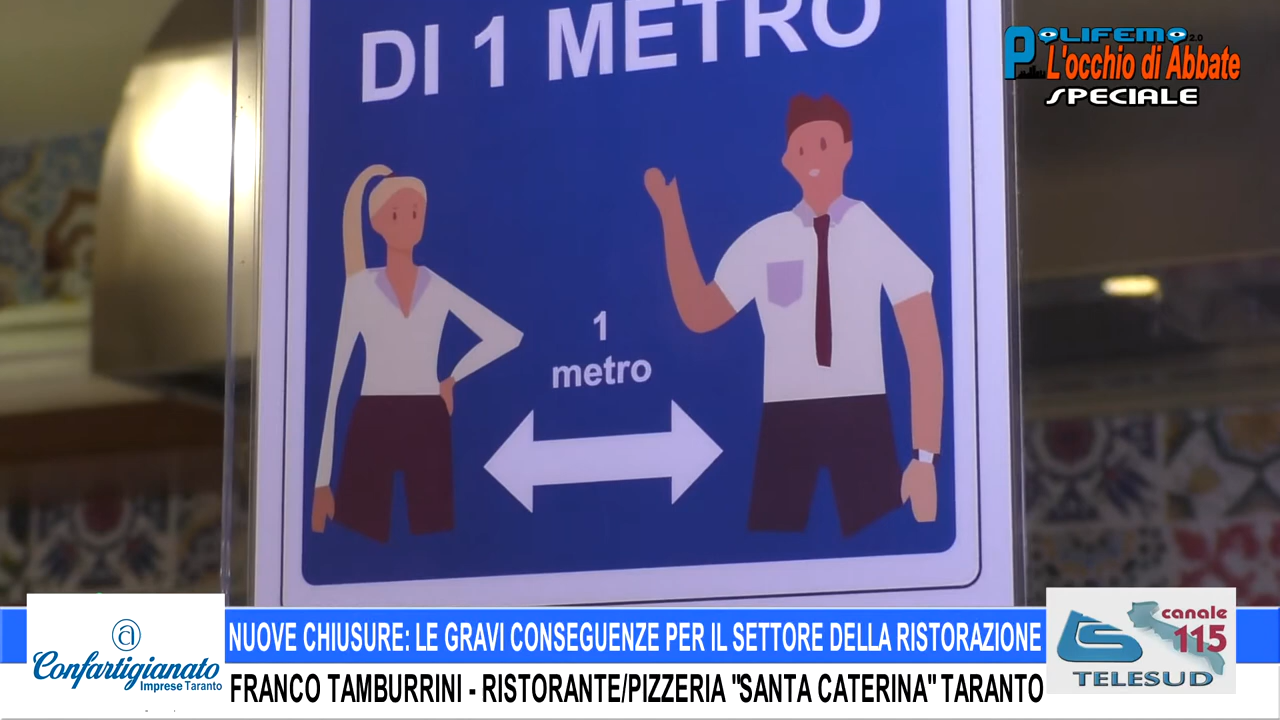 DI 1 METRO
POLIFEMO 2.0
L'occhio di Abbate
SPECIALE
1
metro
NUOVE CHIUSURE: LE GRAVI CONSEGUENZE PER IL SETTORE DELLA RISTORAZIONE
FRANCO TAMBURRINI - RISTORANTE/PIZZERIA "SANTA CATERINA" TARANTO
Confartigianato
Imprese Taranto
canale
115
TELESUD